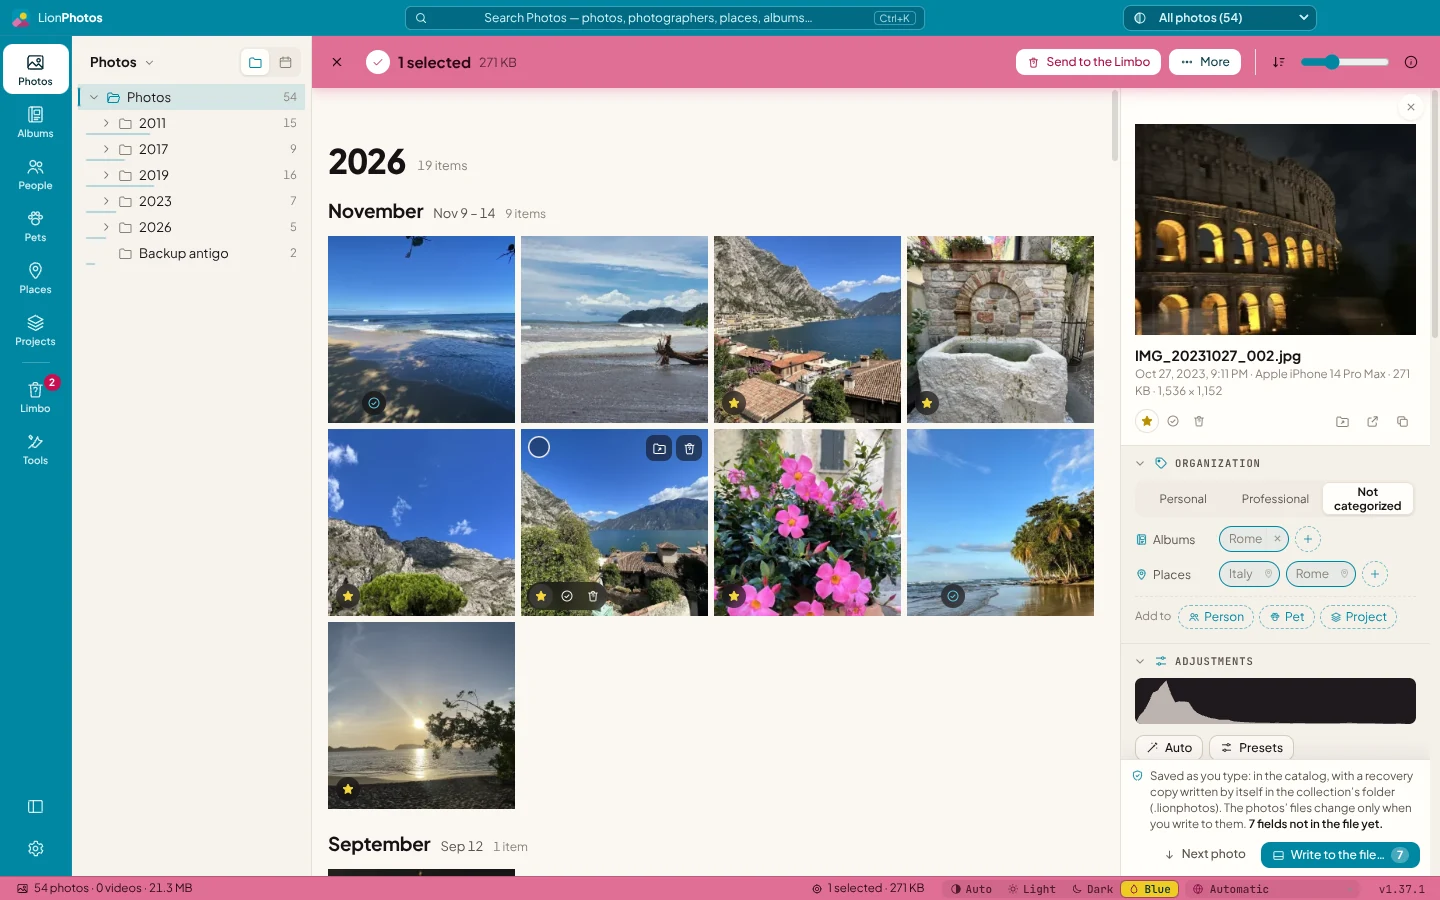 LionPhotos
Search Photos — photos, photographers, places, albums...
Ctrl+K
All photos (54)
Photos
Albums
People
Pets
Places
Projects
Limbo
2
Tools
Photos
Photos 54
2011 15
2017 9
2019 16
2023 7
2026 5
Backup antigo 2
1 selected 271 KB
Send to the Limbo
More
2026 19 items
November Nov 9 – 14 9 items
September Sep 12 1 item
IMG_20231027_002.jpg
Oct 27, 2023, 9:11 PM · Apple iPhone 14 Pro Max · 271
KB · 1,536 × 1,152
ORGANIZATION
Personal
Professional
Not
categorized
Albums Rome
Places Italy Rome
Add to Person Pet Project
ADJUSTMENTS
Auto
Presets
Saved as you type: in the catalog, with a recovery
copy written by itself in the collection's folder
(.lionphotos). The photos' files change only when
you write to them. 7 fields not in the file yet.
Next photo
Write to the file... 7
54 photos · 0 videos · 21.3 MB
1 selected · 271 KB
Auto
Light
Dark
Blue
Automatic
v1.37.1